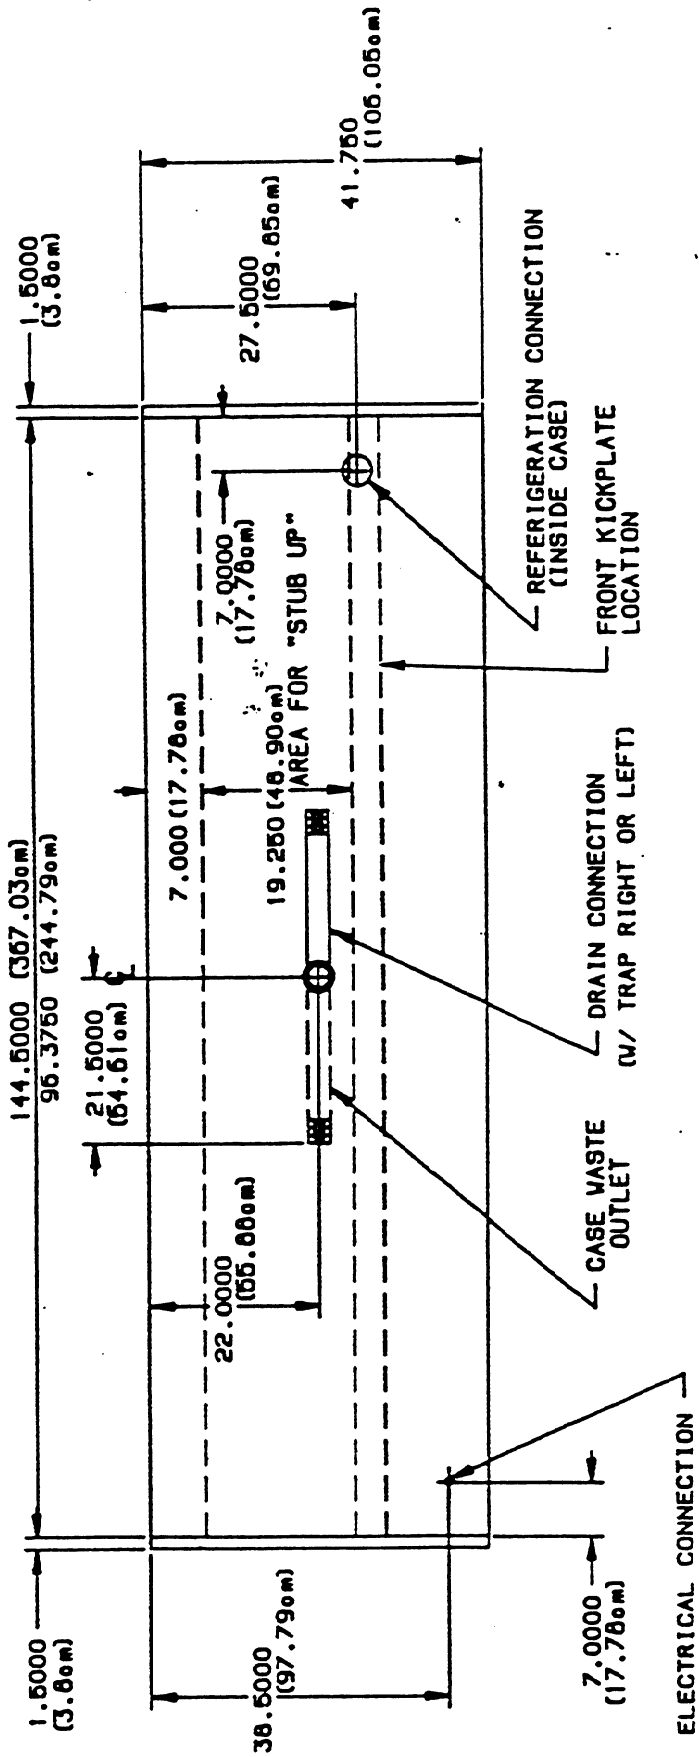 144.5000 (367.03cm)
96.3750 (244.79cm)
1.5000
(3.8cm)
21.5000
(54.61cm)
CL
1.5000
(3.8cm)
7.000 (17.78cm)
7.0000
(17.78cm)
27.5000
(69.85cm)
41.750
(106.05cm)
22.0000
(55.88cm)
19.250 (48.90cm)
AREA FOR "STUB UP"
38.5000
(97.79cm)
7.0000
(17.78cm)
ELECTRICAL CONNECTION
CASE WASTE
OUTLET
DRAIN CONNECTION
(W/ TRAP RIGHT OR LEFT)
REFERIGERATION CONNECTION
(INSIDE CASE)
FRONT KICKPLATE
LOCATION